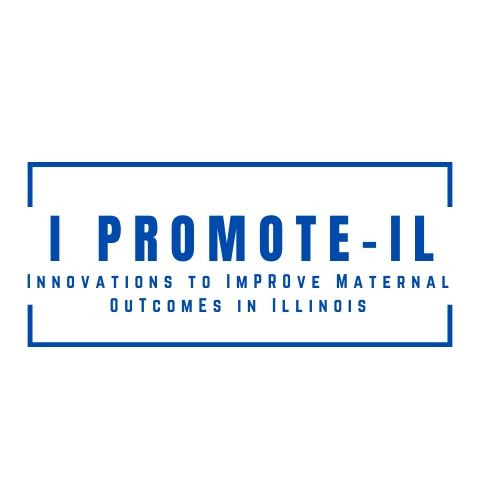 I PROMOTE-IL
Innovations to ImPROve Maternal
OuTcomEs in Illinois